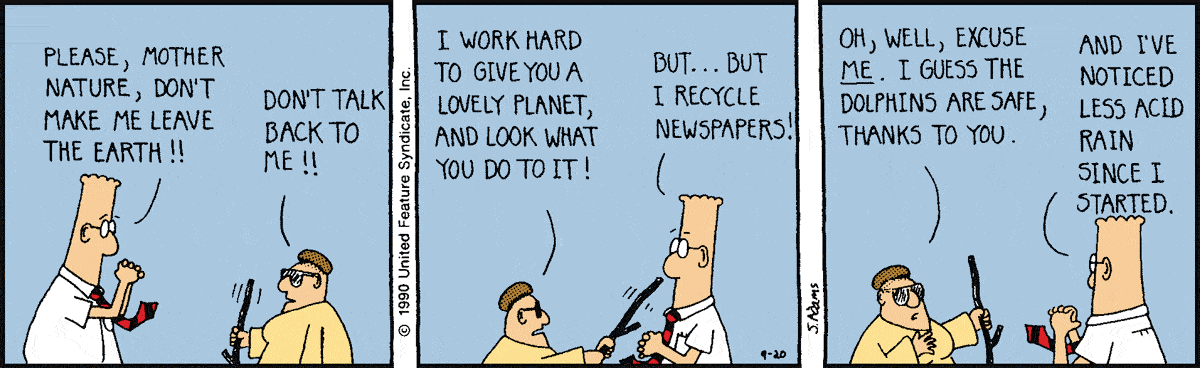 PLEASE, MOTHER
NATURE, DON'T
MAKE ME LEAVE
THE EARTH!!
DON'T TALK
BACK TO
ME!!
© 1990 United Feature Syndicate, Inc.
I WORK HARD
TO GIVE YOU A
LOVELY PLANET,
AND LOOK WHAT
YOU DO TO IT!
BUT... BUT
I RECYCLE
NEWSPAPERS!
9-20
S. Adams
OH, WELL, EXCUSE
ME. I GUESS THE
DOLPHINS ARE SAFE,
THANKS TO YOU.
AND I'VE
NOTICED
LESS ACID
RAIN
SINCE I
STARTED.